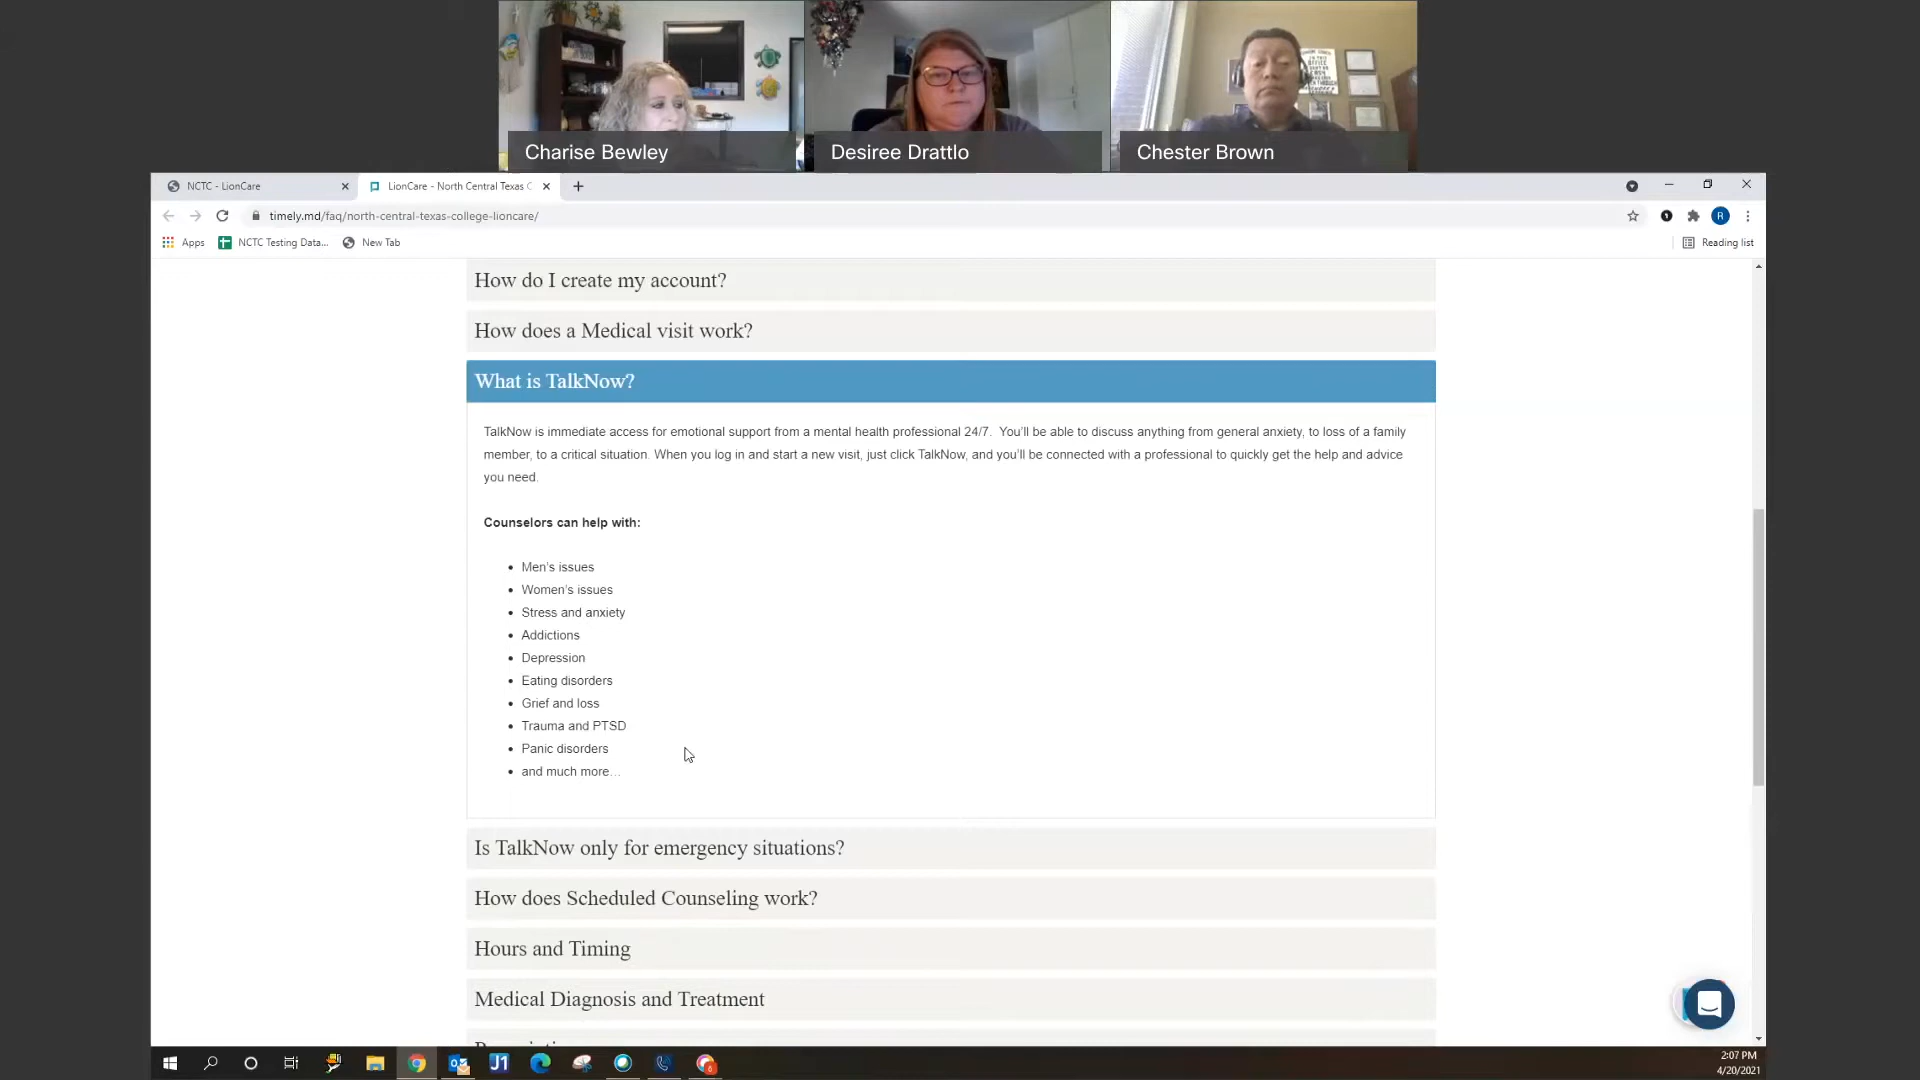 Charise Bewley
Desiree Drattlo
Chester Brown
NCTC - LionCare
LionCare - North Central Texas C
timely.md/faq/north-central-texas-college-lioncare/
R
Apps
NCTC Testing Data...
New Tab
Reading list
How do I create my account?
How does a Medical visit work?
What is TalkNow?
TalkNow is immediate access for emotional support from a mental health professional 24/7. You'll be able to discuss anything from general anxiety, to loss of a family
member, to a critical situation. When you log in and start a new visit, just click TalkNow, and you'll be connected with a professional to quickly get the help and advice
you need.
Counselors can help with:
• Men's issues
• Women's issues
• Stress and anxiety
• Addictions
• Depression
• Eating disorders
• Grief and loss
• Trauma and PTSD
• Panic disorders
• and much more…
Is TalkNow only for emergency situations?
How does Scheduled Counseling work?
Hours and Timing
Medical Diagnosis and Treatment
J1
2:07 PM
4/20/2021